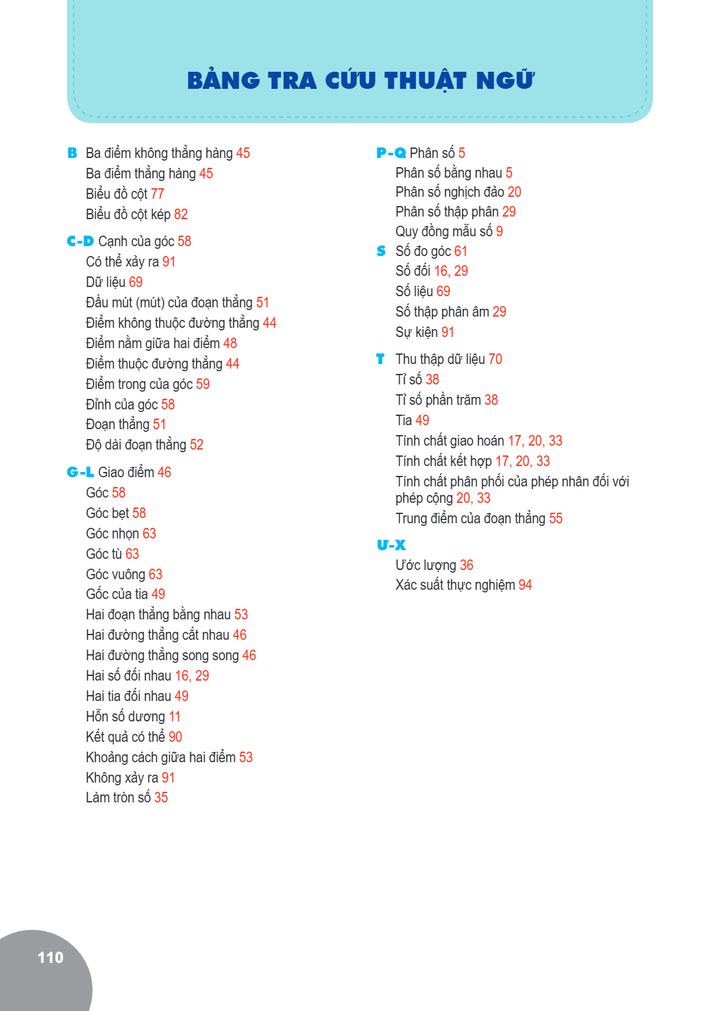 BẢNG TRA CỨU THUẬT NGỮ
B Ba điểm không thẳng hàng 45
Ba điểm thẳng hàng 45
Biểu đồ cột 77
Biểu đồ cột kép 82
C-D Cạnh của góc 58
Có thể xảy ra 91
Dữ liệu 69
Đầu mút (mút) của đoạn thẳng 51
Điểm không thuộc đường thẳng 44
Điểm nằm giữa hai điểm 48
Điểm thuộc đường thẳng 44
Điểm trong của góc 59
Đỉnh của góc 58
Đoạn thẳng 51
Độ dài đoạn thẳng 52
G-L Giao điểm 46
Góc 58
Góc bẹt 58
Góc nhọn 63
Góc tù 63
Góc vuông 63
Gốc của tia 49
Hai đoạn thẳng bằng nhau 53
Hai đường thẳng cắt nhau 46
Hai đường thẳng song song 46
Hai số đối nhau 16, 29
Hai tia đối nhau 49
Hỗn số dương 11
Kết quả có thể 90
Khoảng cách giữa hai điểm 53
Không xảy ra 91
Làm tròn số 35
P-Q Phân số 5
Phân số bằng nhau 5
Phân số nghịch đảo 20
Phân số thập phân 29
Quy đồng mẫu số 9
S Số đo góc 61
Số đối 16, 29
Số liệu 69
Số thập phân âm 29
Sự kiện 91
T Thu thập dữ liệu 70
Tỉ số 38
Tỉ số phần trăm 38
Tia 49
Tính chất giao hoán 17, 20, 33
Tính chất kết hợp 17, 20, 33
Tính chất phân phối của phép nhân đối với
phép cộng 20, 33
Trung điểm của đoạn thẳng 55
Ư-X
Ước lượng 36
Xác suất thực nghiệm 94
110